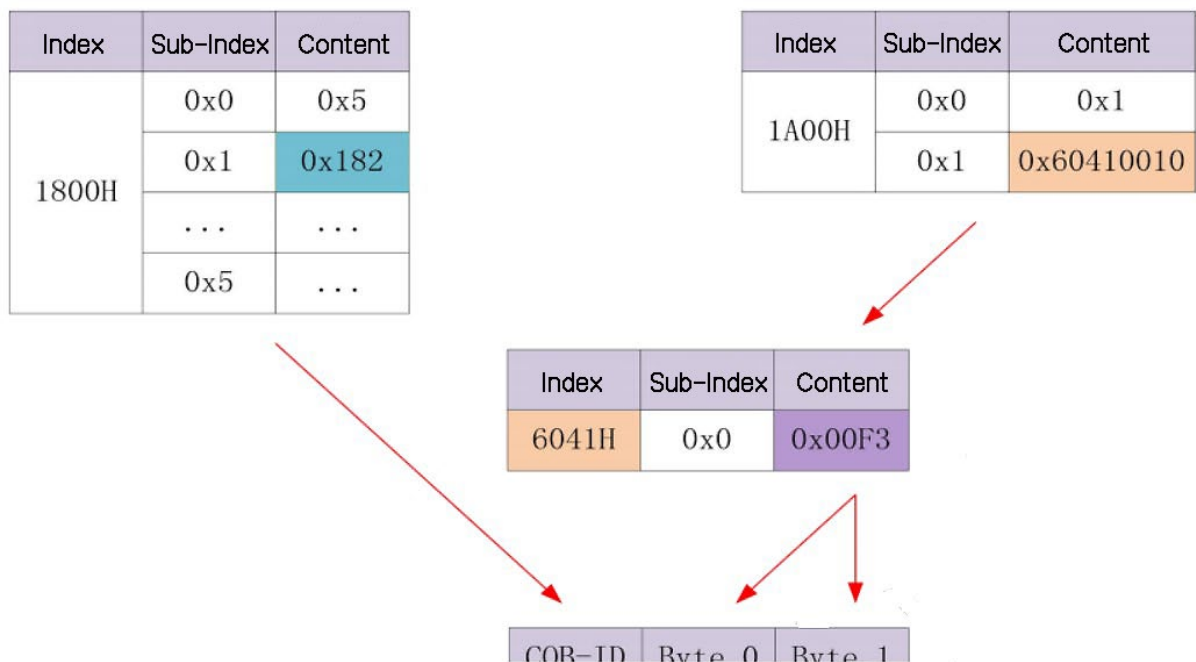 Index Sub-Index Content
0x0 0x5
0x1 0x182
1800H
... ...
0x5 ...
Index Sub-Index Content
0x0 0x1
1A00H
0x1 0x60410010
Index Sub-Index Content
6041H 0x0 0x00F3
COB-ID Byte 0 Byte 1